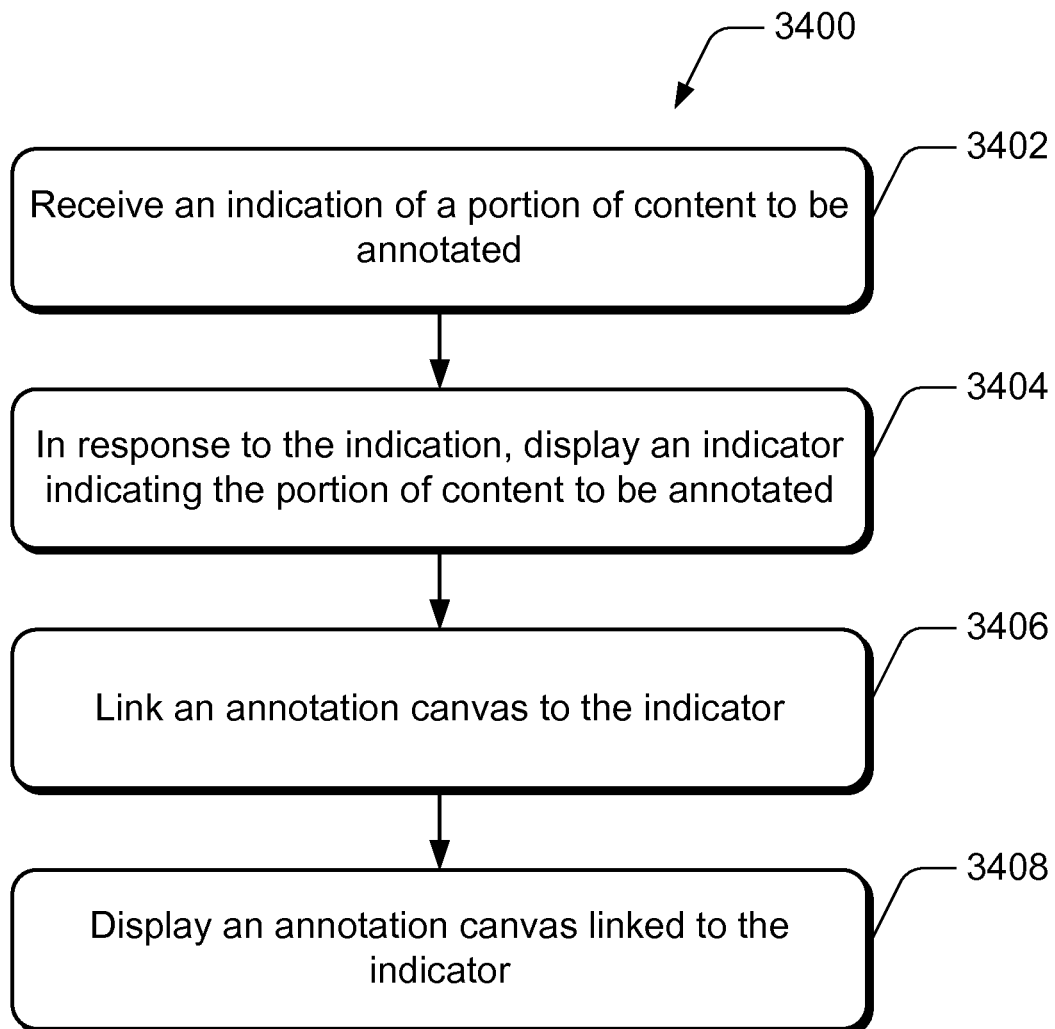 3400
3402
Receive an indication of a portion of content to be
annotated
3404
In response to the indication, display an indicator
indicating the portion of content to be annotated
3406
Link an annotation canvas to the indicator
3408
Display an annotation canvas linked to the
indicator